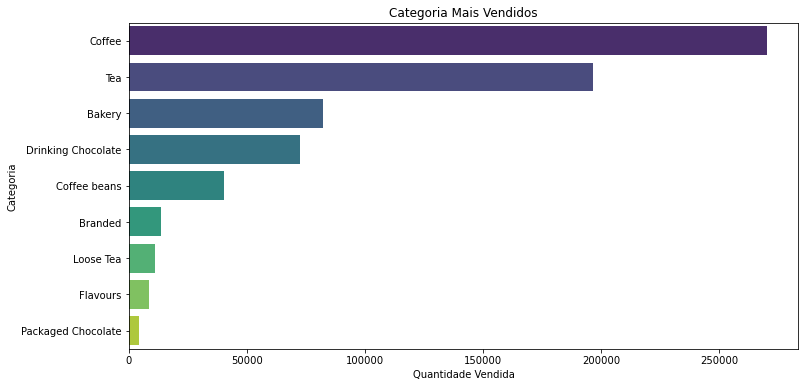 Categoria Mais Vendidos
Categoria
Coffee
Tea
Bakery
Drinking Chocolate
Coffee beans
Branded
Loose Tea
Flavours
Packaged Chocolate
0 50000 100000 150000 200000 250000
Quantidade Vendida